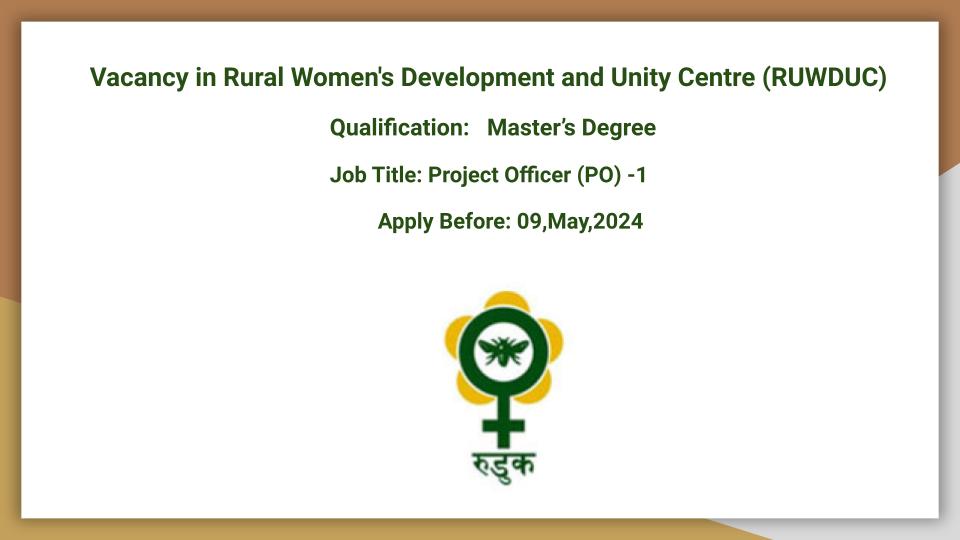 Vacancy in Rural Women's Development and Unity Centre (RUWDUC)
Qualification: Master’s Degree
Job Title: Project Officer (PO) -1
Apply Before: 09,May,2024
रुडुक